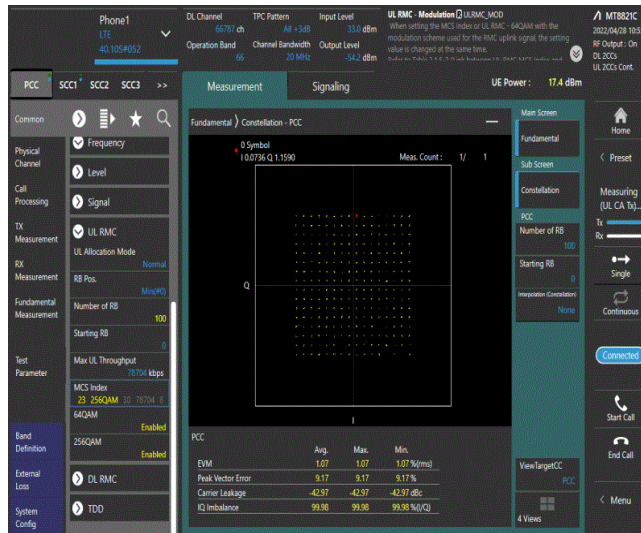 Phone1
LTE
40.10S#052
DL Channel
66787 ch
TPC Pattern
All +3dB
Input Level
33.0 dBm
Operation Band
66
Channel Bandwidth
20 MHz
Output Level
-54.2 dBm
UL RMC - Modulation ULRMC_MOD
When setting the MCS Index or UL RMC - 64QAM with the
modulation scheme used for the RMC uplink signal, the setting
value is changed at the same time.
MT8821C
2022/04/28 10:5
RF Output : On
DL 2CCs
UL 2CCs Cont.
PCC
SCC1
SCC2
SCC3
>>
Measurement
Signaling
UE Power : 17.4 dBm
Common
Physical
Channel
Call
Processing
TX
Measurement
RX
Measurement
Fundamental
Measurement
Test
Parameter
Band
Definition
External
Loss
System
Config
Frequency
Level
Signal
UL RMC
UL Allocation Mode
Normal
RB Pos.
Min(#0)
Number of RB
100
Starting RB
0
Max UL Throughput
78704 kbps
MCS Index
23 256QAM 30 78704 6
64QAM
Enabled
256QAM
Enabled
DL RMC
TDD
Fundamental 〉 Constellation - PCC
0 Symbol
I 0.0736 Q 1.1590
Meas. Count : 1/ 1
Q
I
PCC
Avg. Max. Min.
EVM 1.07 1.07 1.07 %(rms)
Peak Vector Error 9.17 9.17 9.17 %
Carrier Leakage -42.97 -42.97 -42.97 dBc
IQ Imbalance 99.98 99.98 99.98 %(I/Q)
Main Screen
Fundamental
Sub Screen
Constellation
PCC
Number of RB
100
Starting RB
0
Interpolation (Constellation)
None
ViewTargetCC
PCC
4 Views
Home
Preset
Measuring
(UL CA Tx)...
Tx
Rx
Single
Continuous
Connected
Start Call
End Call
Menu